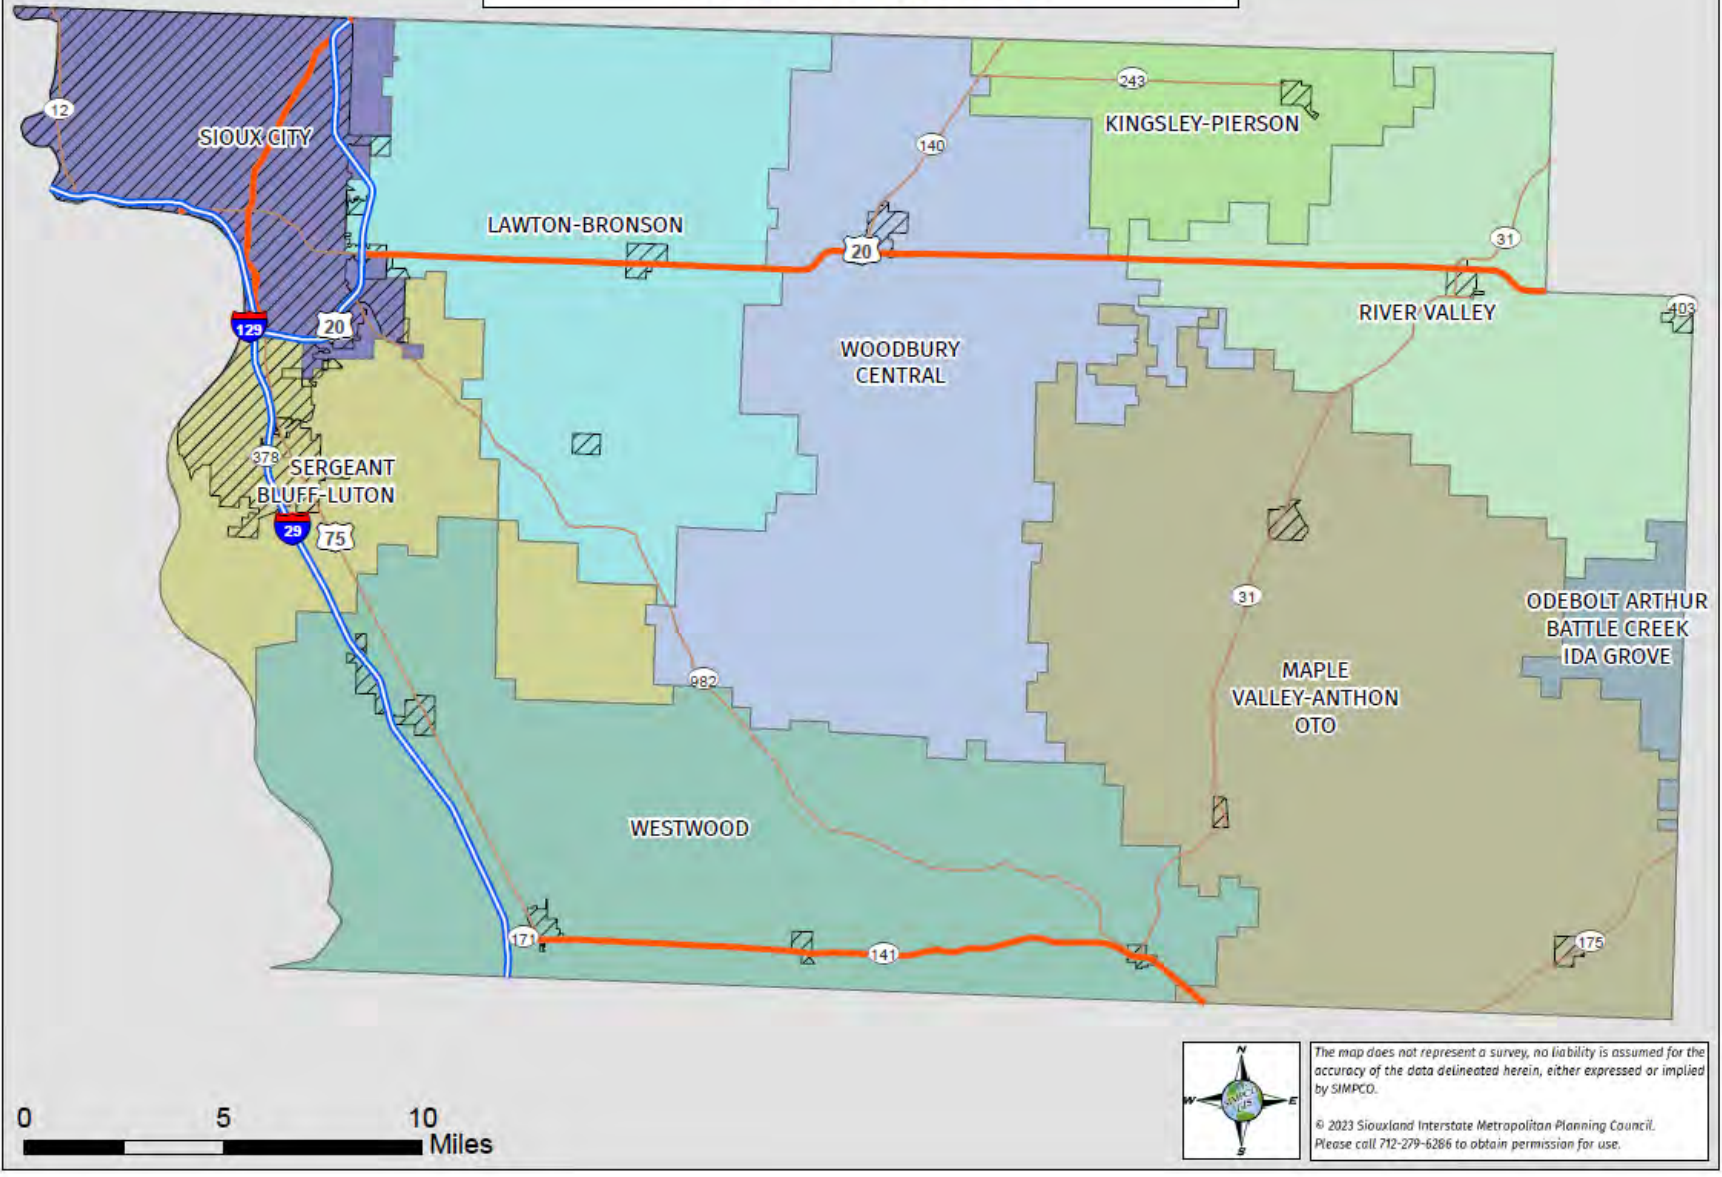 243
12
KINGSLEY-PIERSON
SIOUX CITY
140
LAWTON-BRONSON
31
20
403
RIVER VALLEY
129
20
WOODBURY
CENTRAL
378
SERGEANT
BLUFF-LUTON
29
75
31
ODEBOLT ARTHUR
BATTLE CREEK
IDA GROVE
982
MAPLE
VALLEY-ANTHON
OTO
WESTWOOD
171
141
175
N
W
E
S
SIMPCO
GIS
The map does not represent a survey, no liability is assumed for the
accuracy of the data delineated herein, either expressed or implied
by SIMPCO.
© 2023 Siouxland Interstate Metropolitan Planning Council.
Please call 712-279-6286 to obtain permission for use.
0 5 10
Miles